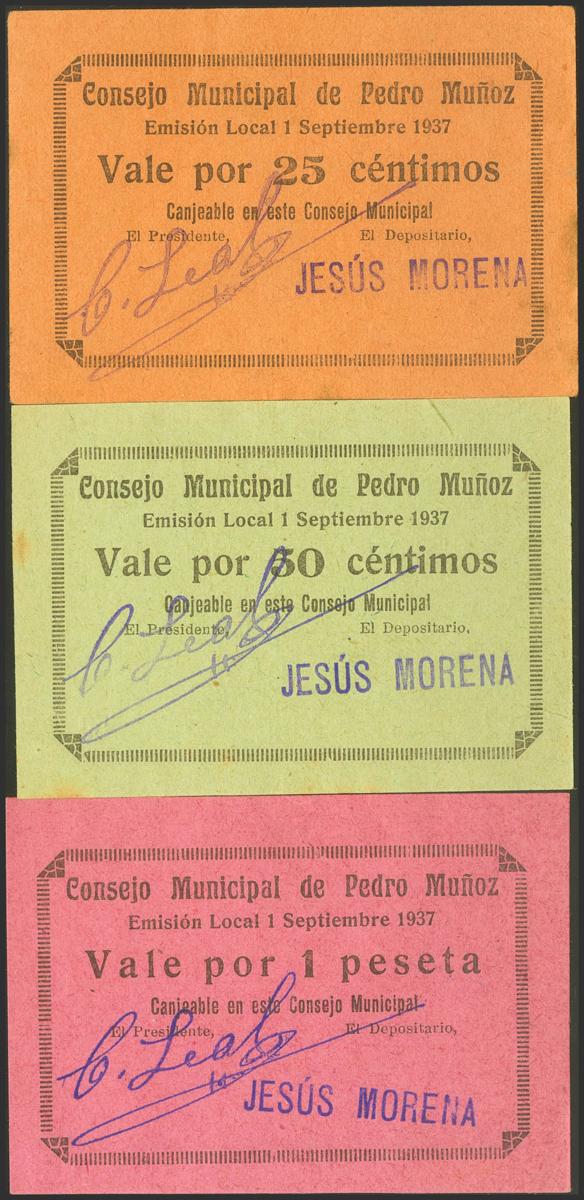 Consejo Municipal de Pedro Muñoz
Emisión Local 1 Septiembre 1937
Vale por 25 céntimos
Canjeable en este Consejo Municipal
El Presidente, El Depositario,
C. Leal
JESÚS MORENA
Consejo Municipal de Pedro Muñoz
Emisión Local 1 Septiembre 1937
Vale por 50 céntimos
Canjeable en este Consejo Municipal
El Presidente, El Depositario,
C. Leal
JESÚS MORENA
Consejo Municipal de Pedro Muñoz
Emisión Local 1 Septiembre 1937
Vale por 1 peseta
Canjeable en este Consejo Municipal
El Presidente, El Depositario,
C. Leal
JESÚS MORENA